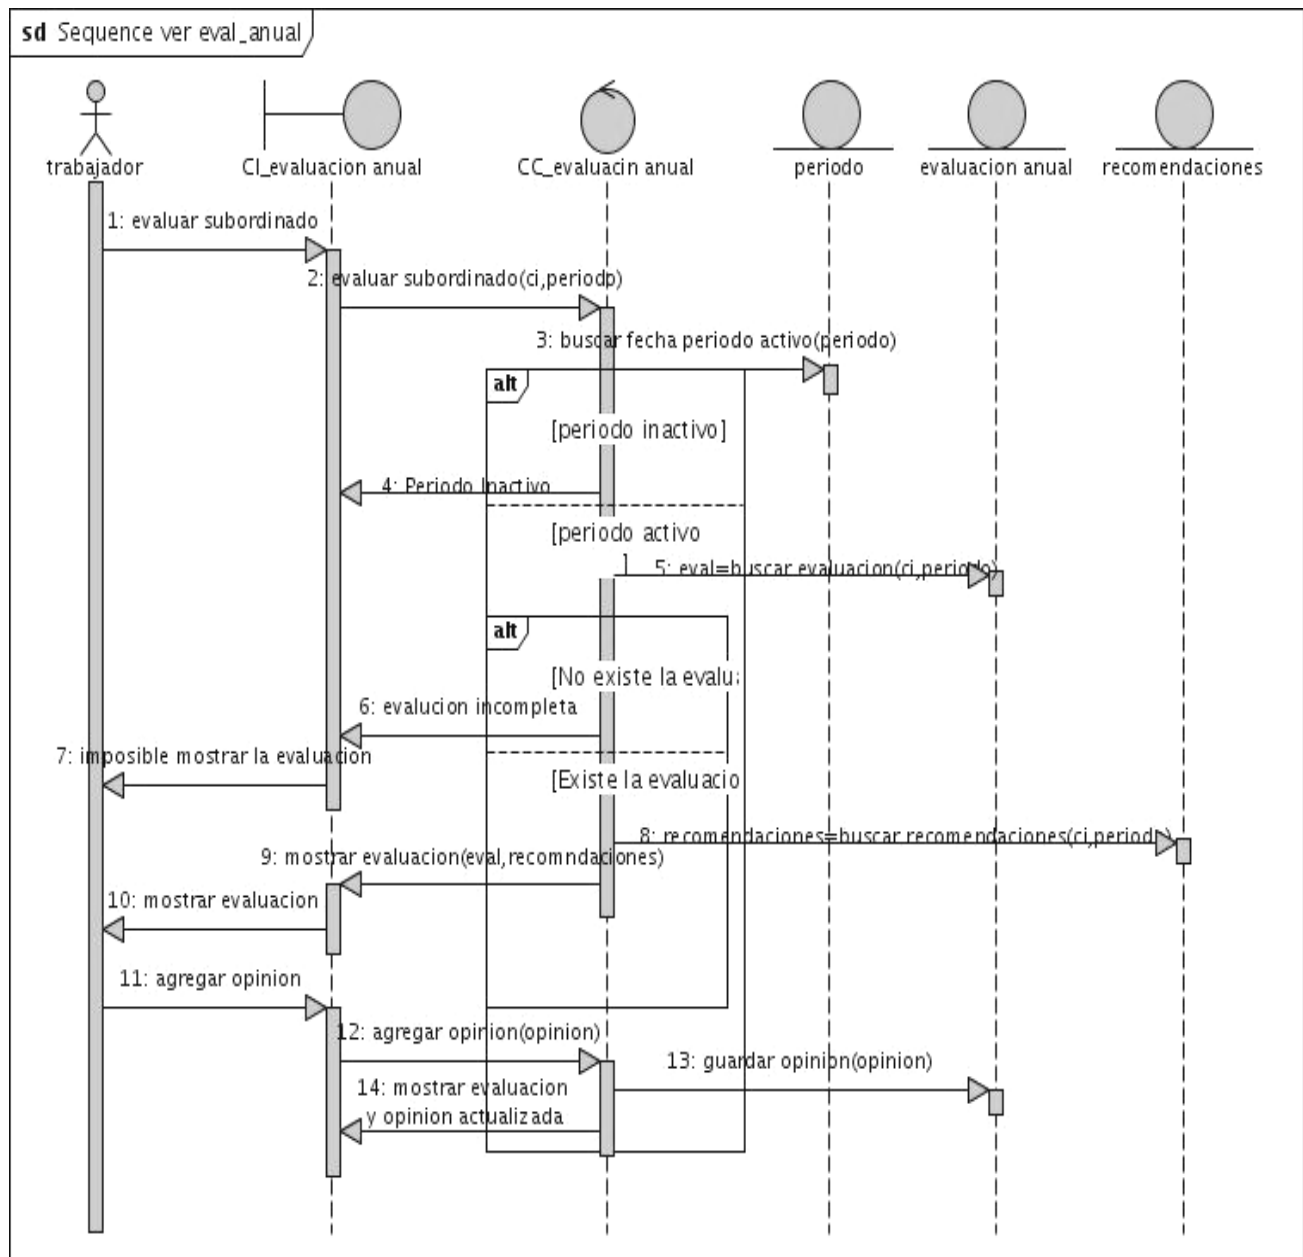 sd Sequence ver eval_anual
trabajador
CI_evaluacion anual
CC_evaluacin anual
periodo
evaluacion anual
recomendaciones
1: evaluar subordinado
2: evaluar subordinado(ci,periodo)
3: buscar fecha periodo activo(periodo)
alt
[periodo inactivo]
4: Periodo Inactivo
[periodo activo
]
5: eval=buscar evaluacion(ci,periodo)
alt
[No existe la evalua
6: evalucion incompleta
7: imposible mostrar la evaluacion
[Existe la evaluacio
8: recomendaciones=buscar recomendaciones(ci,periodo)
9: mostrar evaluacion(eval,recomndaciones)
10: mostrar evaluacion
11: agregar opinion
12: agregar opinion(opinion)
13: guardar opinion(opinion)
14: mostrar evaluacion
y opinion actualizada